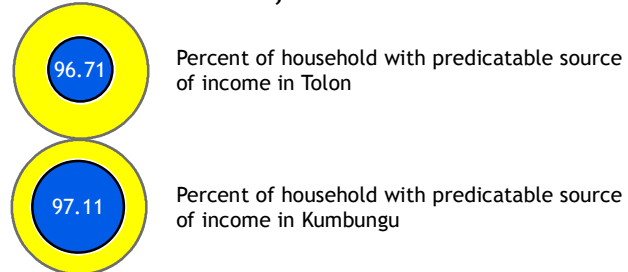 96.71
Percent of household with predicatable source
of income in Tolon
97.11
Percent of household with predicatable source
of income in Kumbungu